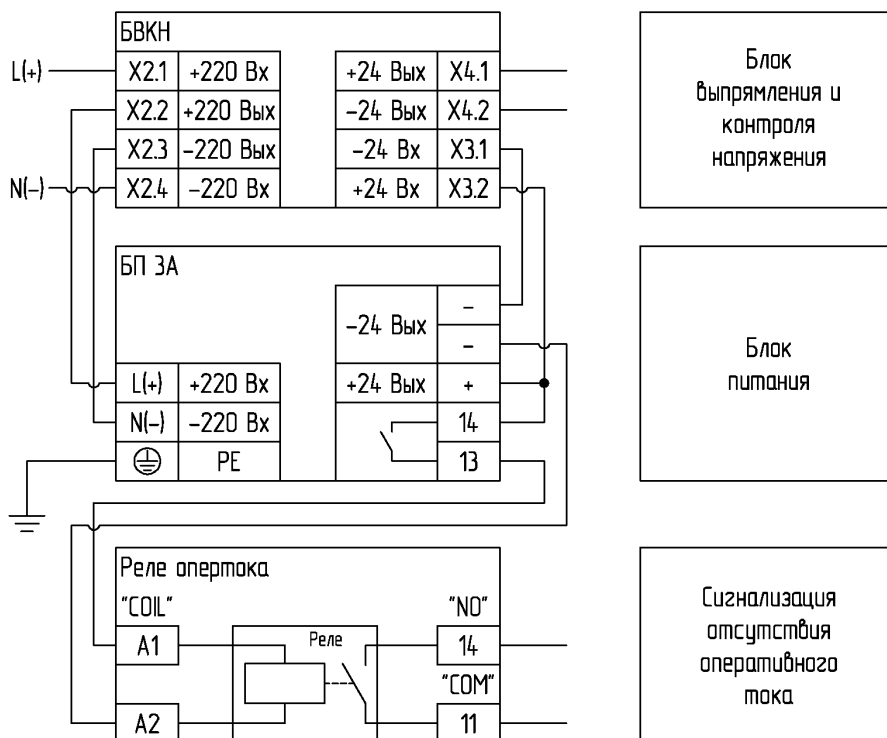 БВКН
L(+)
X2.1 +220 Вх +24 Вых X4.1
X2.2 +220 Вых -24 Вых X4.2
X2.3 -220 Вых -24 Вх X3.1
N(-)
X2.4 -220 Вх +24 Вх X3.2
Блок
выпрямления и
контроля
напряжения
БП 3А
-24 Вых
-
-
L(+) +220 Вх +24 Вых +
N(-) -220 Вх 14
PE 13
Блок
питания
Реле опертока
"COIL" "NO"
A1 Реле 14
"COM"
A2 11
Сигнализация
отсутствия
оперативного
тока